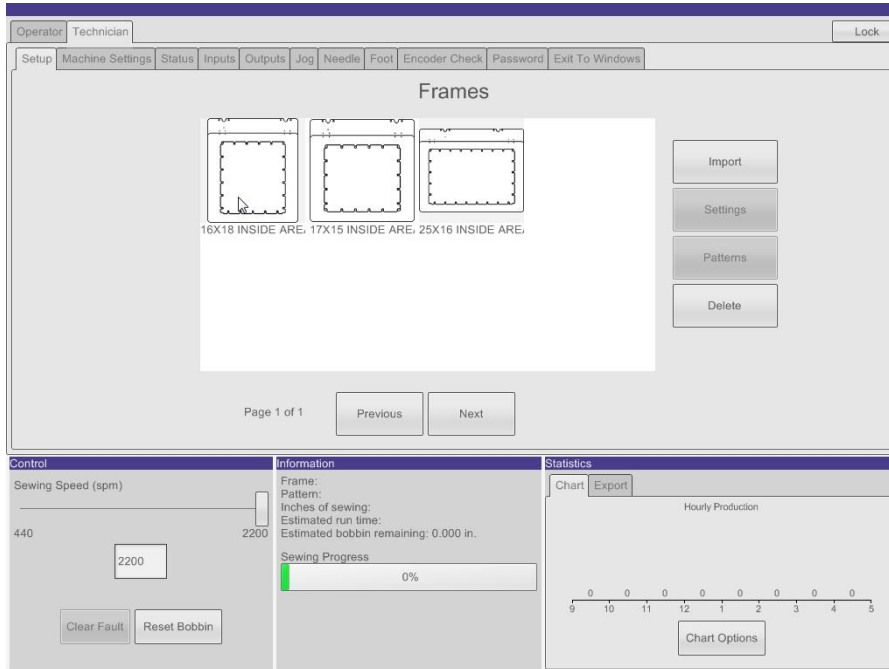 Operator Technician Lock
Setup Machine Settings Status Inputs Outputs Jog Needle Foot Encoder Check Password Exit To Windows
Frames
16X18 INSIDE ARE 17X15 INSIDE ARE 25X16 INSIDE ARE
Import
Settings
Patterns
Delete
Page 1 of 1 Previous Next
Control
Sewing Speed (spm)
440 2200
2200
Clear Fault Reset Bobbin
Information
Frame:
Pattern:
Inches of sewing:
Estimated run time:
Estimated bobbin remaining: 0.000 in.
Sewing Progress
0%
Statistics
Chart Export
Hourly Production
0 0 0 0 0 0 0 0
9 10 11 12 1 2 3 4 5
Chart Options